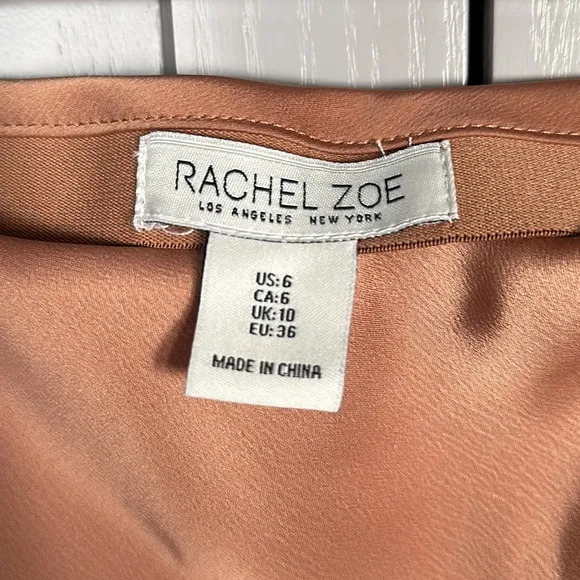 RACHEL ZOE
LOS ANGELES NEW YORK
US:6
CA:6
UK:10
EU:36
MADE IN CHINA